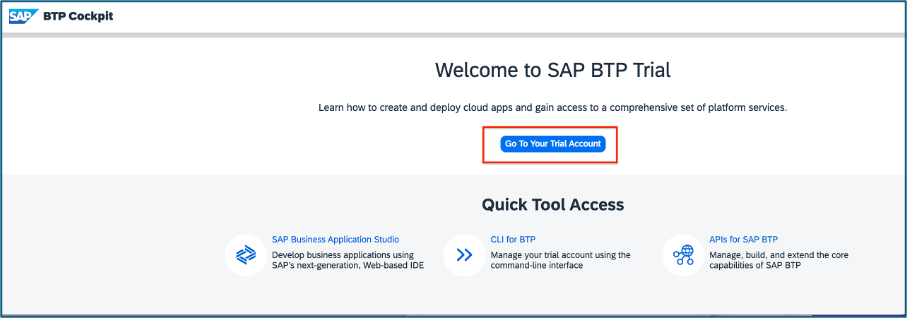 SAP BTP Cockpit
Welcome to SAP BTP Trial
Learn how to create and deploy cloud apps and gain access to a comprehensive set of platform services.
Go To Your Trial Account
Quick Tool Access
SAP Business Application Studio
Develop business applications using
SAP's next-generation, Web-based IDE
CLI for BTP
Manage your trial account using the
command-line interface
APIs for SAP BTP
Manage, build, and extend the core
capabilities of SAP BTP